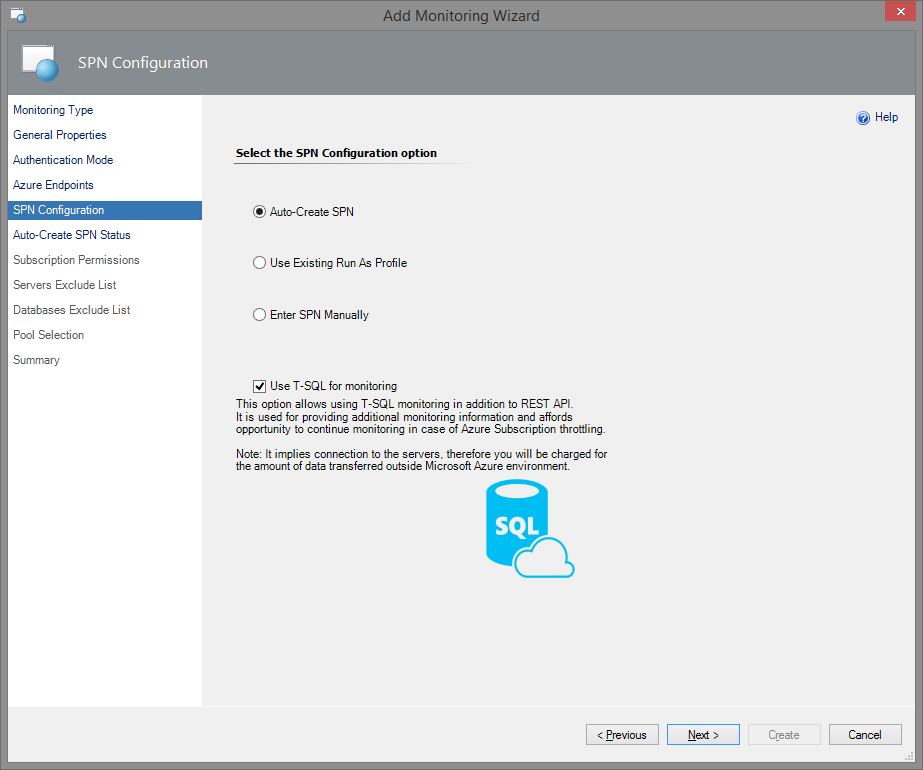 Add Monitoring Wizard
SPN Configuration
Monitoring Type
General Properties
Authentication Mode
Azure Endpoints
SPN Configuration
Auto-Create SPN Status
Subscription Permissions
Servers Exclude List
Databases Exclude List
Pool Selection
Summary
Help
Select the SPN Configuration option
Auto-Create SPN
Use Existing Run As Profile
Enter SPN Manually
Use T-SQL for monitoring
This option allows using T-SQL monitoring in addition to REST API.
It is used for providing additional monitoring information and affords
opportunity to continue monitoring in case of Azure Subscription throttling.
Note: It implies connection to the servers, therefore you will be charged for
the amount of data transferred outside Microsoft Azure environment.
SQL
< Previous
Next >
Create
Cancel